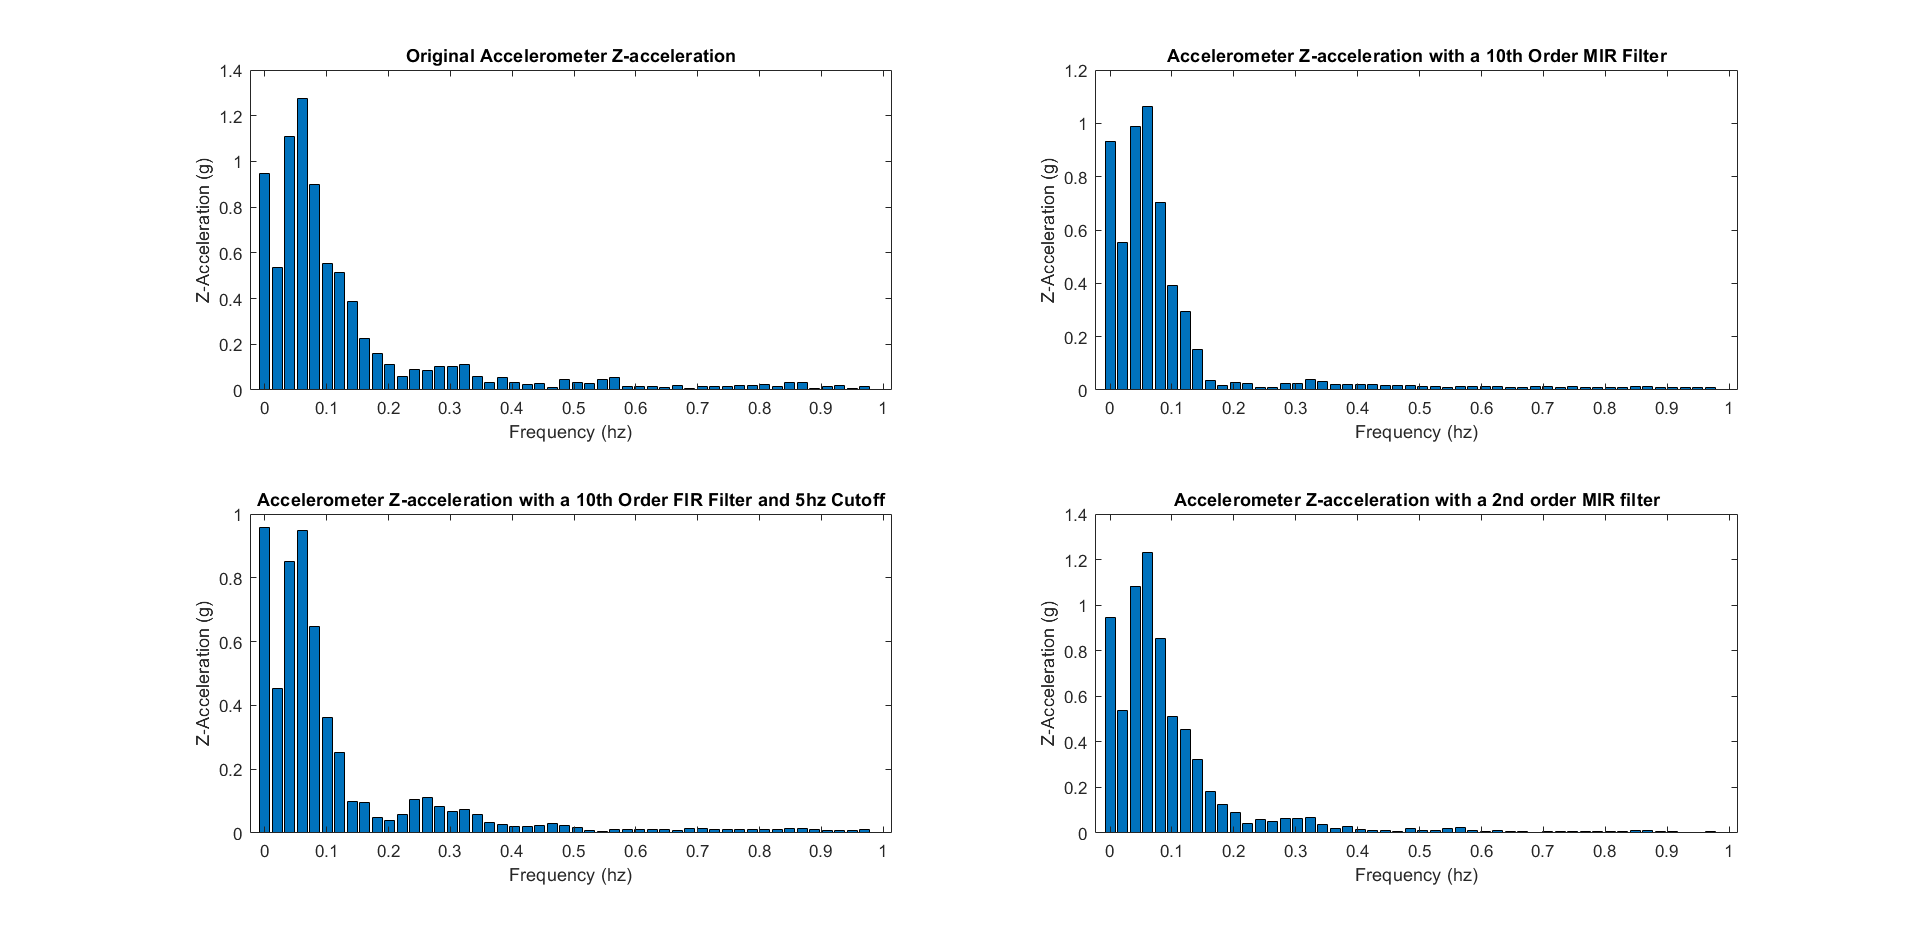 Original Accelerometer Z-acceleration
1.4
1.2
1
0.8
0.6
0.4
0.2
0
Z-Acceleration (g)
0 0.1 0.2 0.3 0.4 0.5 0.6 0.7 0.8 0.9 1
Frequency (hz)
Accelerometer Z-acceleration with a 10th Order MIR Filter
1.2
1
0.8
0.6
0.4
0.2
0
Z-Acceleration (g)
0 0.1 0.2 0.3 0.4 0.5 0.6 0.7 0.8 0.9 1
Frequency (hz)
Accelerometer Z-acceleration with a 10th Order FIR Filter and 5hz Cutoff
1
0.8
0.6
0.4
0.2
0
Z-Acceleration (g)
0 0.1 0.2 0.3 0.4 0.5 0.6 0.7 0.8 0.9 1
Frequency (hz)
Accelerometer Z-acceleration with a 2nd order MIR filter
1.4
1.2
1
0.8
0.6
0.4
0.2
0
Z-Acceleration (g)
0 0.1 0.2 0.3 0.4 0.5 0.6 0.7 0.8 0.9 1
Frequency (hz)